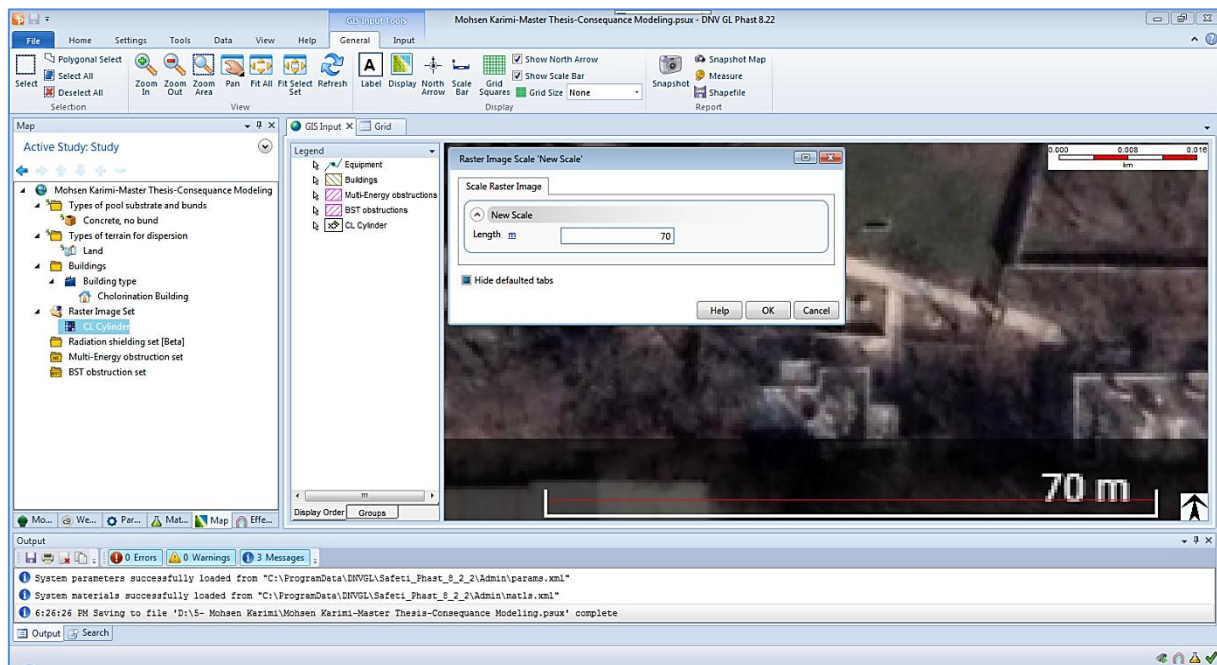 GIS Input Tools
Mohsen Karimi-Master Thesis-Consequance Modeling.psux - DNV GL Phast 8.22
File Home Settings Tools Data View Help General Input
Select
Polygonal Select
Select All
Deselect All
Selection
Zoom In
Zoom Out
Zoom Area
Pan
Fit All
Fit Select Set
Refresh
View
Label
Display
North Arrow
Scale Bar
Grid Squares
Show North Arrow
Show Scale Bar
Grid Size None
Display
Snapshot
Snapshot Map
Measure
Shapefile
Report
Map
Active Study: Study
Mohsen Karimi-Master Thesis-Consequance Modeling
Types of pool substrate and bunds
Concrete, no bund
Types of terrain for dispersion
Land
Buildings
Building type
Cholorination Building
Raster Image Set
CL Cylinder
Radiation shielding set [Beta]
Multi-Energy obstruction set
BST obstruction set
Mo... We... Par... Mat... Map Effe...
GIS Input Grid
Legend
Equipment
Buildings
Multi-Energy obstructions
BST obstructions
CL Cylinder
Display Order Groups
Raster Image Scale 'New Scale'
Scale Raster Image
New Scale
Length m 70
Hide defaulted tabs
Help OK Cancel
0.000 0.008 0.016
km
70 m
Output
0 Errors 0 Warnings 3 Messages
System parameters successfully loaded from "C:\ProgramData\DNVGL\Safeti_Phast_8_2_2\Admin\params.xml"
System materials successfully loaded from "C:\ProgramData\DNVGL\Safeti_Phast_8_2_2\Admin\matls.xml"
6:26:26 PM Saving to file 'D:\5- Mohsen Karimi\Mohsen Karimi-Master Thesis-Consequance Modeling.psux' complete
Output Search